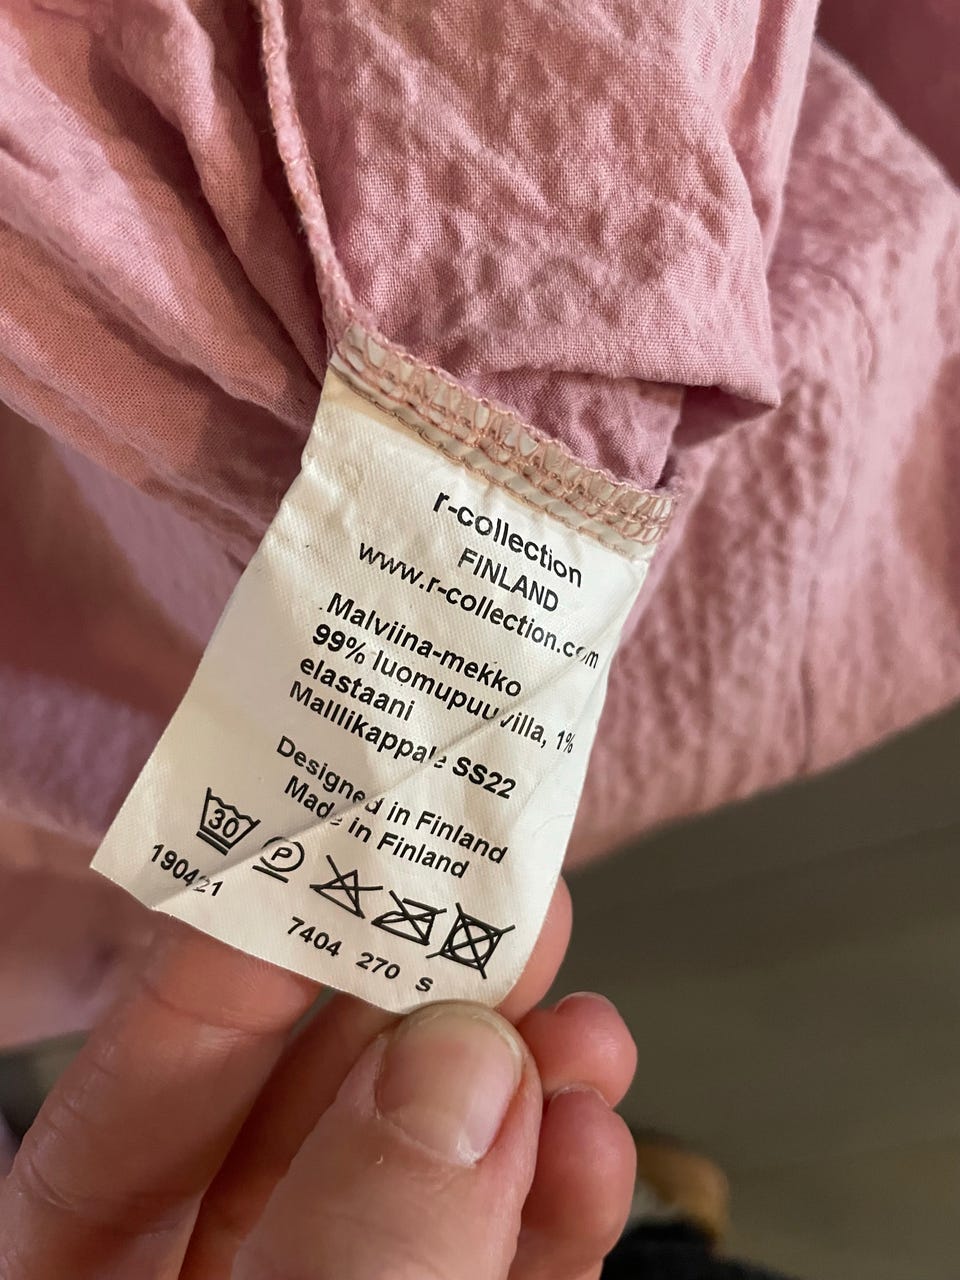 r-collection
FINLAND
www.r-collection.com
Malviina-mekko
99% luomupuuvilla, 1%
elastaani
Malllikappale SS22
Designed in Finland
Made in Finland
30 P
190421
7404 270 S